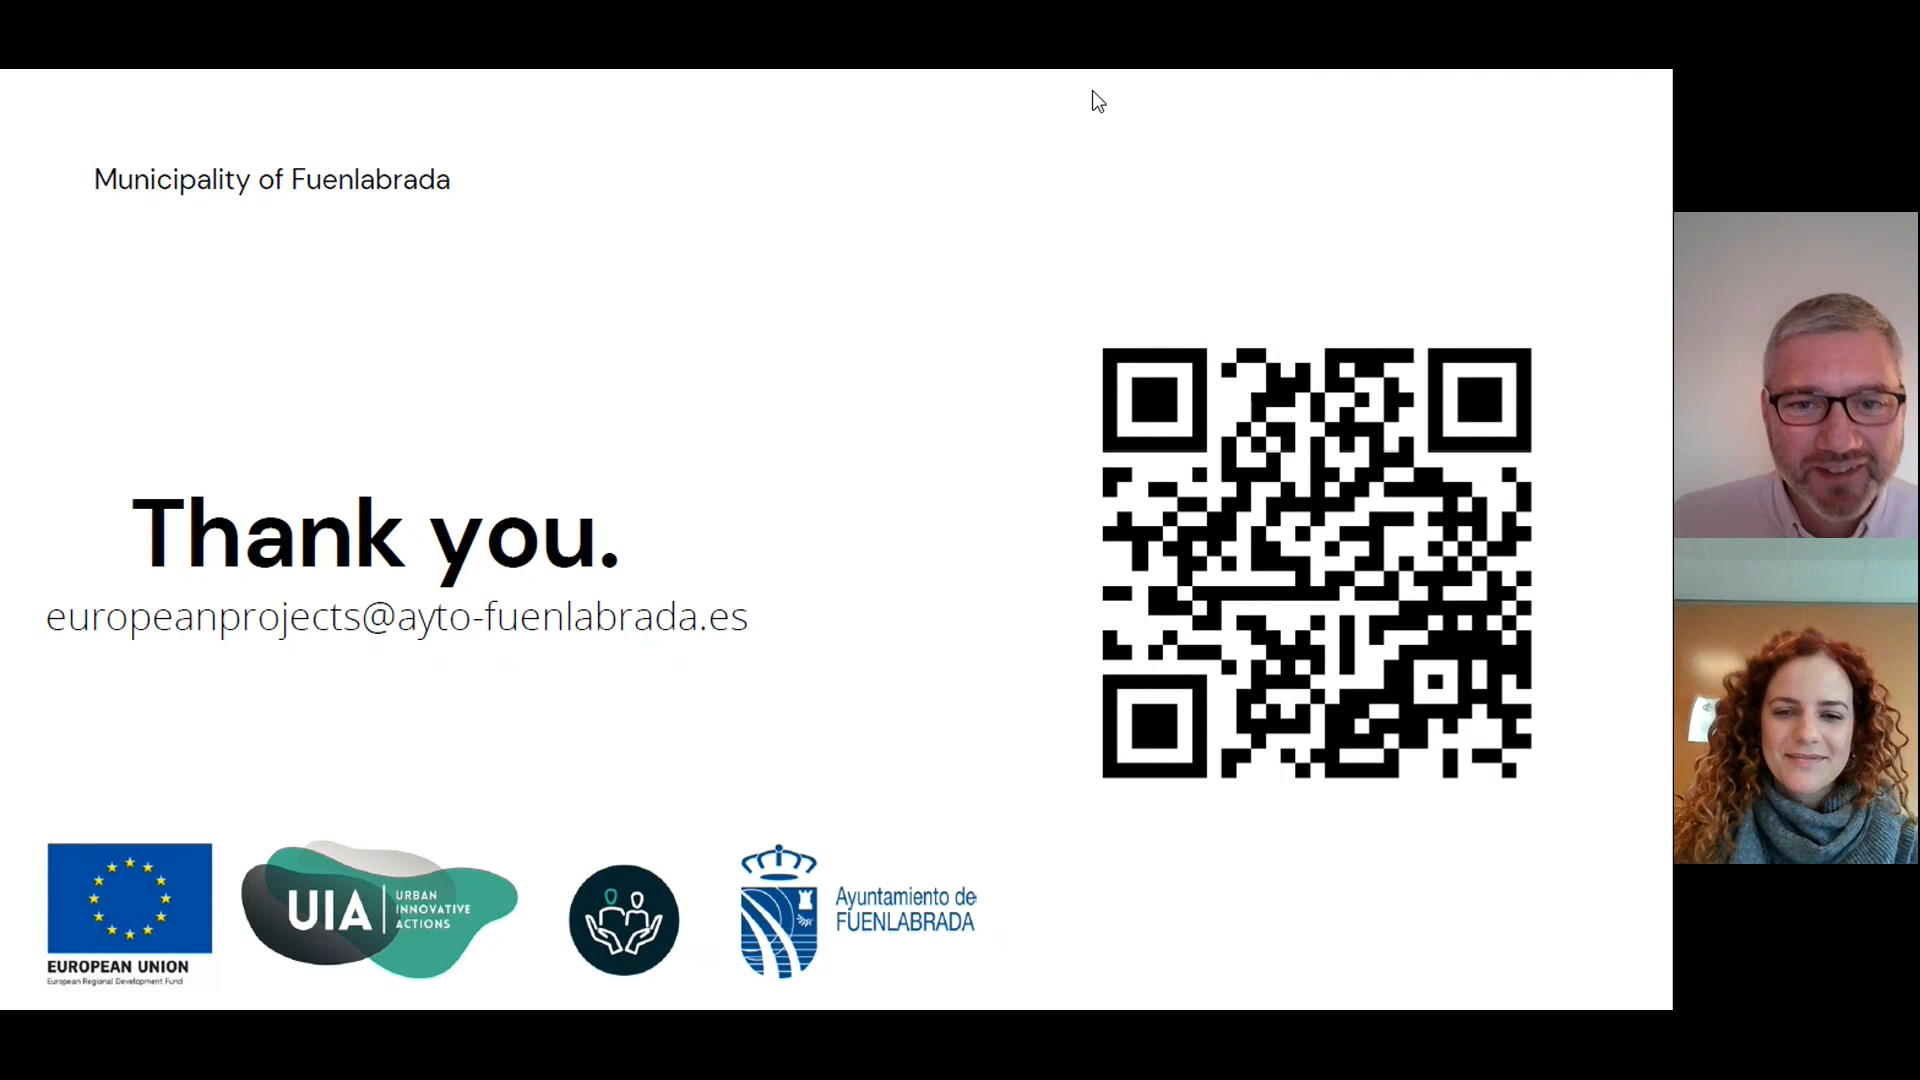 Municipality of Fuenlabrada
Thank you.
europeanprojects@ayto-fuenlabrada.es
EUROPEAN UNION
European Regional Development Fund
UIA
URBAN
INNOVATIVE
ACTIONS
Ayuntamiento de
FUENLABRADA